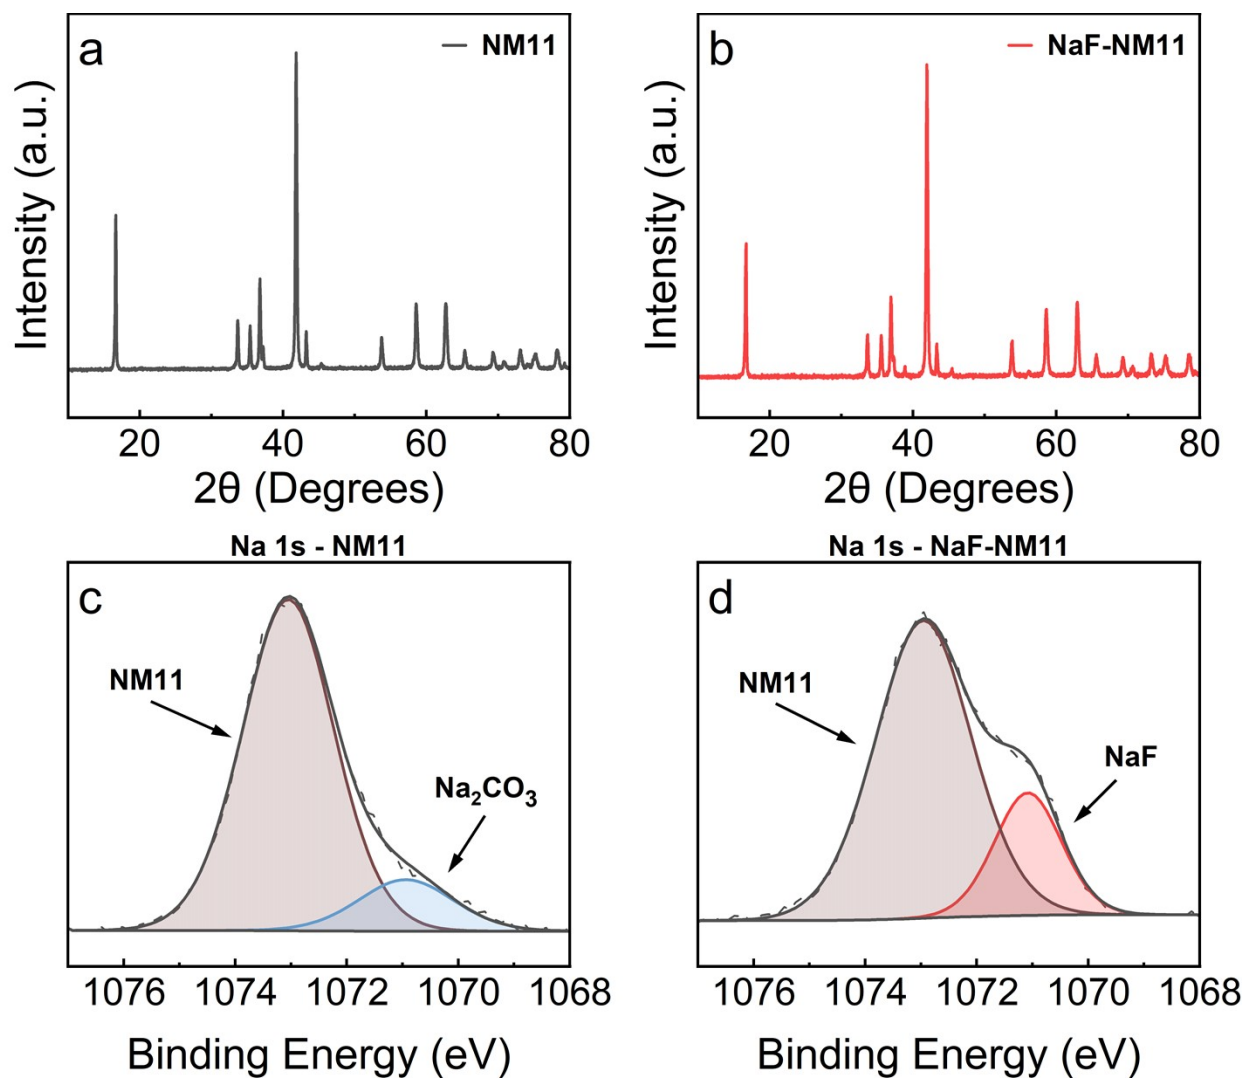 a
NM11
Intensity (a.u.)
20 40 60 80
2θ (Degrees)
b
NaF-NM11
Intensity (a.u.)
20 40 60 80
2θ (Degrees)
Na 1s - NM11
c
NM11
Na₂CO₃
1076 1074 1072 1070 1068
Binding Energy (eV)
Na 1s - NaF-NM11
d
NM11
NaF
1076 1074 1072 1070 1068
Binding Energy (eV)